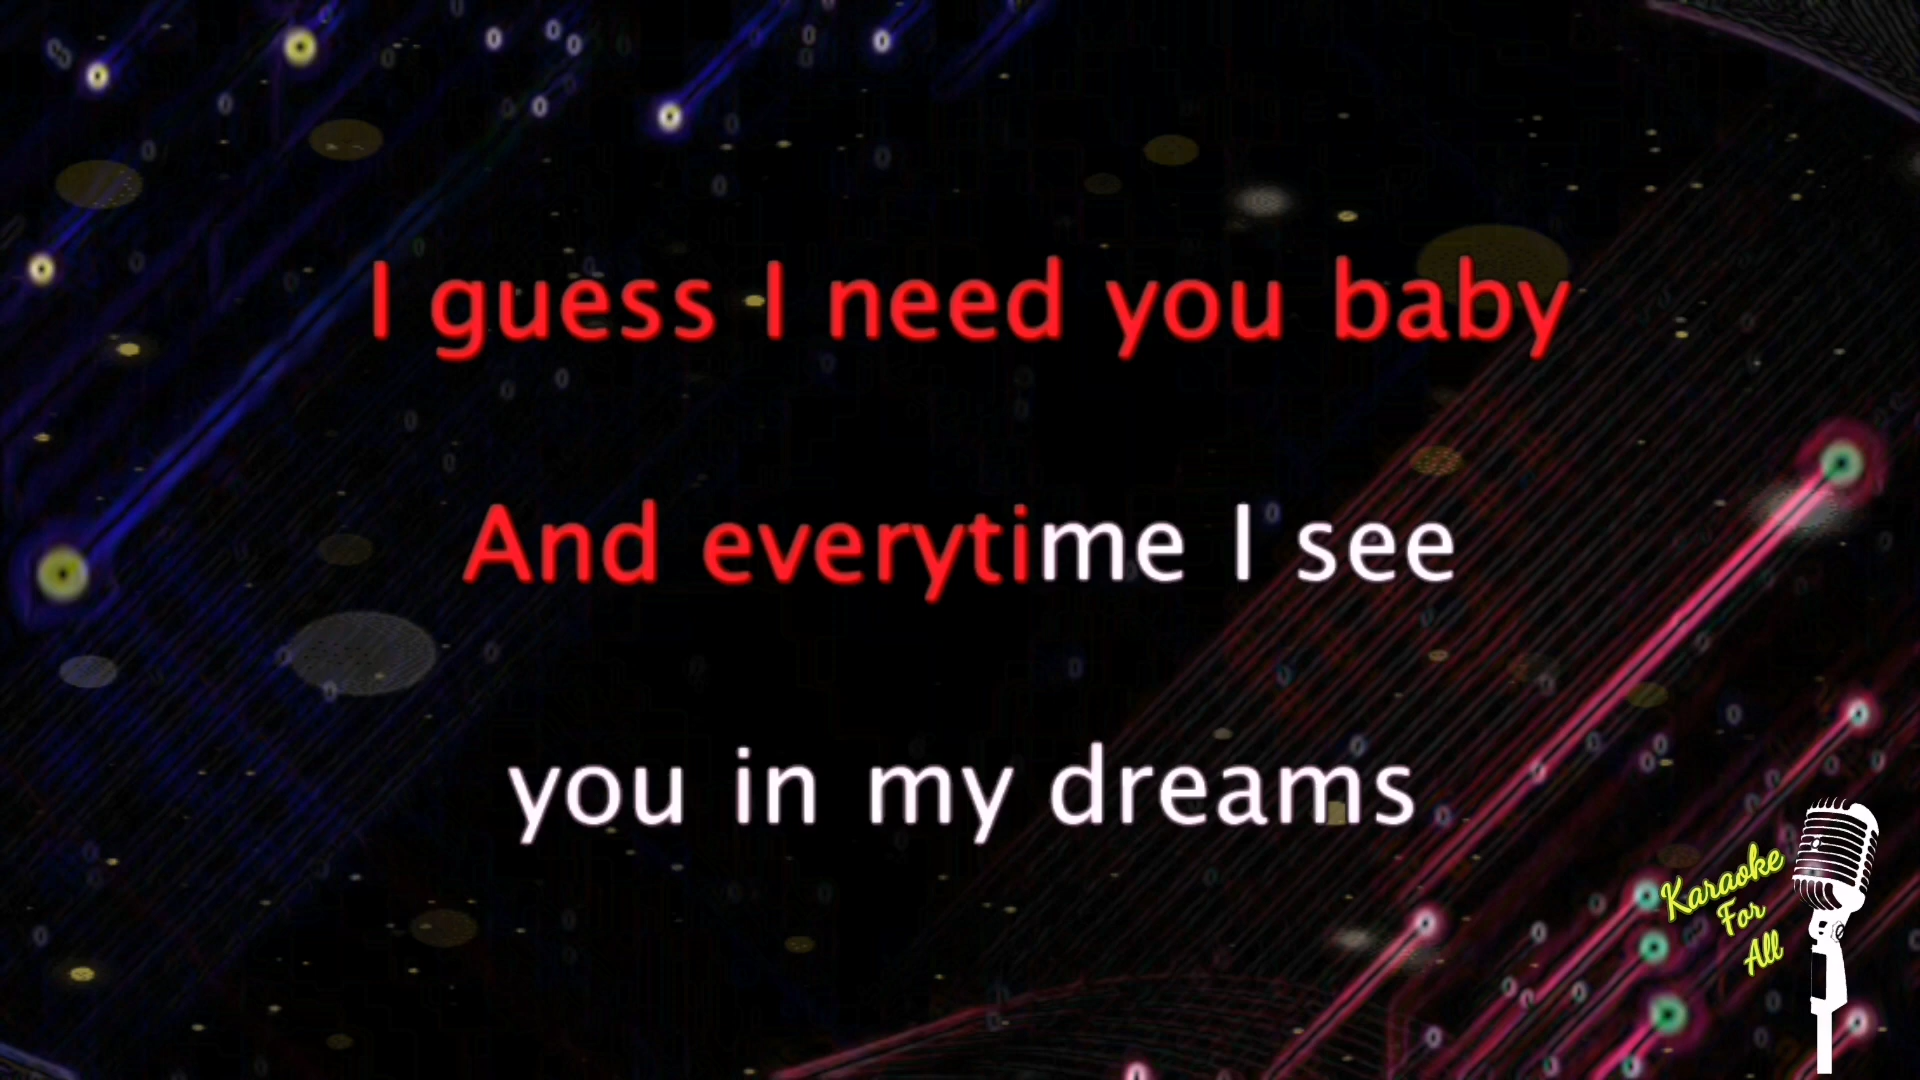 I guess I need you baby
And everytime I see
you in my dreams
Karaoke
For
All